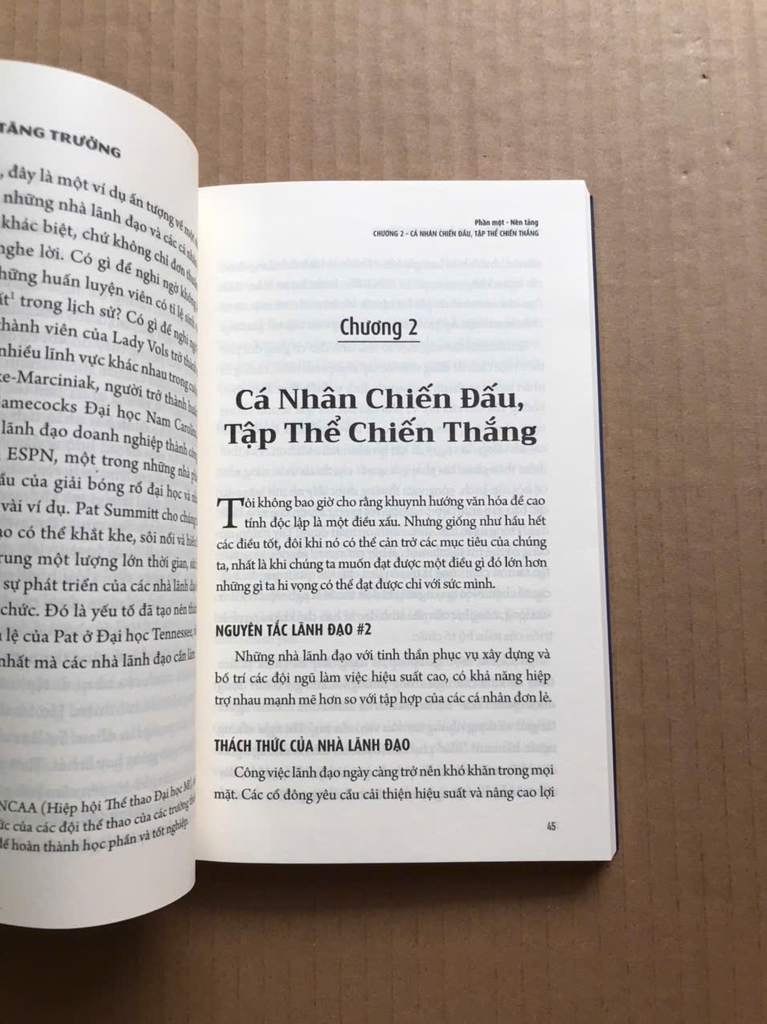 TĂNG TRƯỞNG
, đây là một ví dụ ấn tượng về một
những nhà lãnh đạo và các cá nhân
khác biệt, chứ không chỉ đơn thuần
nghe lời. Có gì để nghi ngờ không
hững huấn luyện viên có tỉ lệ
ất¹ trong lịch sử? Có gì để nghi
thành viên của Lady Vols trở
nhiều lĩnh vực khác nhau trong
ke-Marciniak, người trở thành
Gamecocks Đại học Nam
lãnh đạo doanh nghiệp thành
ESPN, một trong những nhà
ầu của giải bóng rổ đại học và
vài ví dụ. Pat Summitt cho chúng
ạo có thể khắt khe, sôi nổi và
rung một lượng lớn thời gian,
sự phát triển của các nhà lãnh
chức. Đó là yếu tố đã tạo nên
lệ của Pat ở Đại học Tennessee,
nhất mà các nhà lãnh đạo cần làm
NCAA (Hiệp hội Thể thao Đại học
ức của các đội thể thao của các trường
để hoàn thành học phần và tốt nghiệp.
Phần một - Nền tảng
CHƯƠNG 2 - CÁ NHÂN CHIẾN ĐẤU, TẬP THỂ CHIẾN THẮNG
Chương 2
Cá Nhân Chiến Đấu,
Tập Thể Chiến Thắng
Tôi không bao giờ cho rằng khuynh hướng văn hóa đề cao
tính độc lập là một điều xấu. Nhưng giống như hầu hết
các điều tốt, đôi khi nó có thể cản trở các mục tiêu của chúng
ta, nhất là khi chúng ta muốn đạt được một điều gì đó lớn hơn
những gì ta hi vọng có thể đạt được chỉ với sức mình.
NGUYÊN TẮC LÃNH ĐẠO #2
Những nhà lãnh đạo với tinh thần phục vụ xây dựng và
bố trí các đội ngũ làm việc hiệu suất cao, có khả năng hiệp
trợ nhau mạnh mẽ hơn so với tập hợp của các cá nhân đơn lẻ.
THÁCH THỨC CỦA NHÀ LÃNH ĐẠO
Công việc lãnh đạo ngày càng trở nên khó khăn trong mọi
mặt. Các cổ đông yêu cầu cải thiện hiệu suất và nâng cao lợi
45